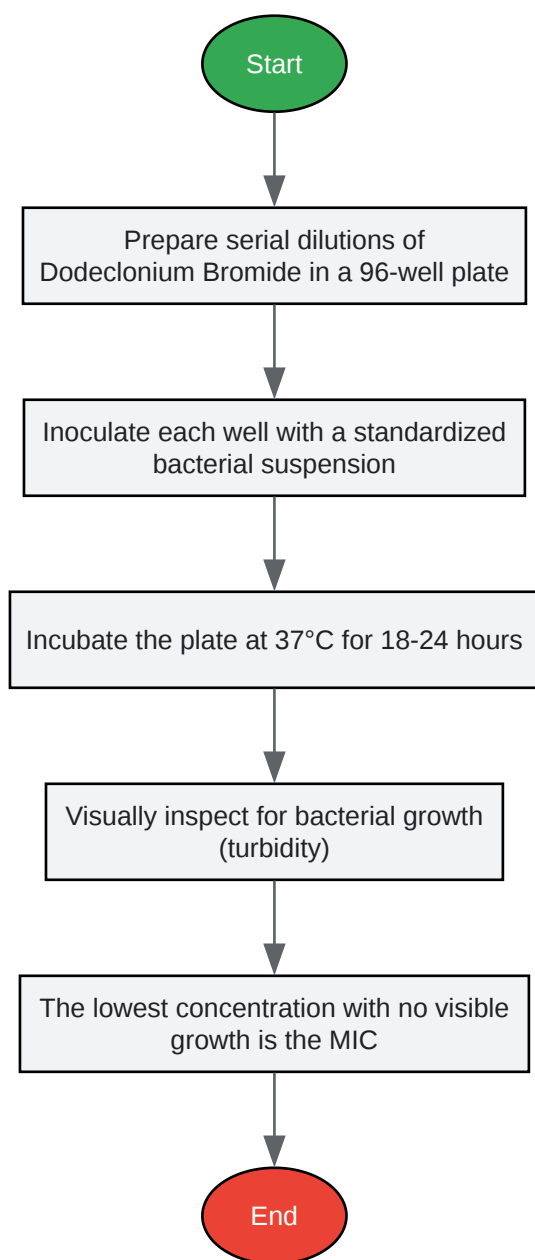 Start
Prepare serial dilutions of
Dodeclonium Bromide in a 96-well plate
Inoculate each well with a standardized
bacterial suspension
Incubate the plate at 37°C for 18-24 hours
Visually inspect for bacterial growth
(turbidity)
The lowest concentration with no visible
growth is the MIC
End